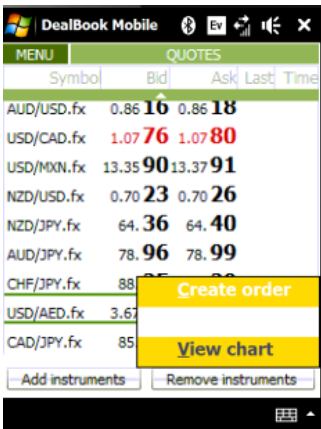 DealBook Mobile Ev
MENU QUOTES
Symbol Bid Ask Last Time
AUD/USD.fx 0.86 16 0.86 18
USD/CAD.fx 1.07 76 1.07 80
USD/MXN.fx 13.35 90 13.37 91
NZD/USD.fx 0.70 23 0.70 26
NZD/JPY.fx 64. 36 64. 40
AUD/JPY.fx 78. 96 78. 99
CHF/JPY.fx 88.
Create order
USD/AED.fx 3.67
CAD/JPY.fx 85.
View chart
Add instruments Remove instruments